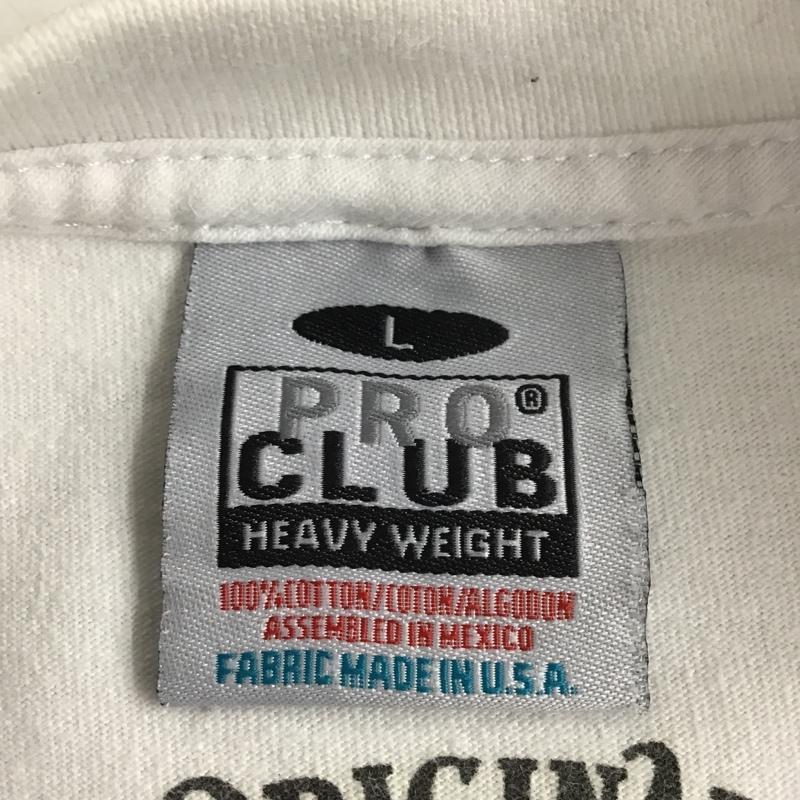 L
PRO®
CLUB
HEAVY WEIGHT
100%COTTON/COTON/ALGODON
ASSEMBLED IN MEXICO
FABRIC MADE IN U.S.A.